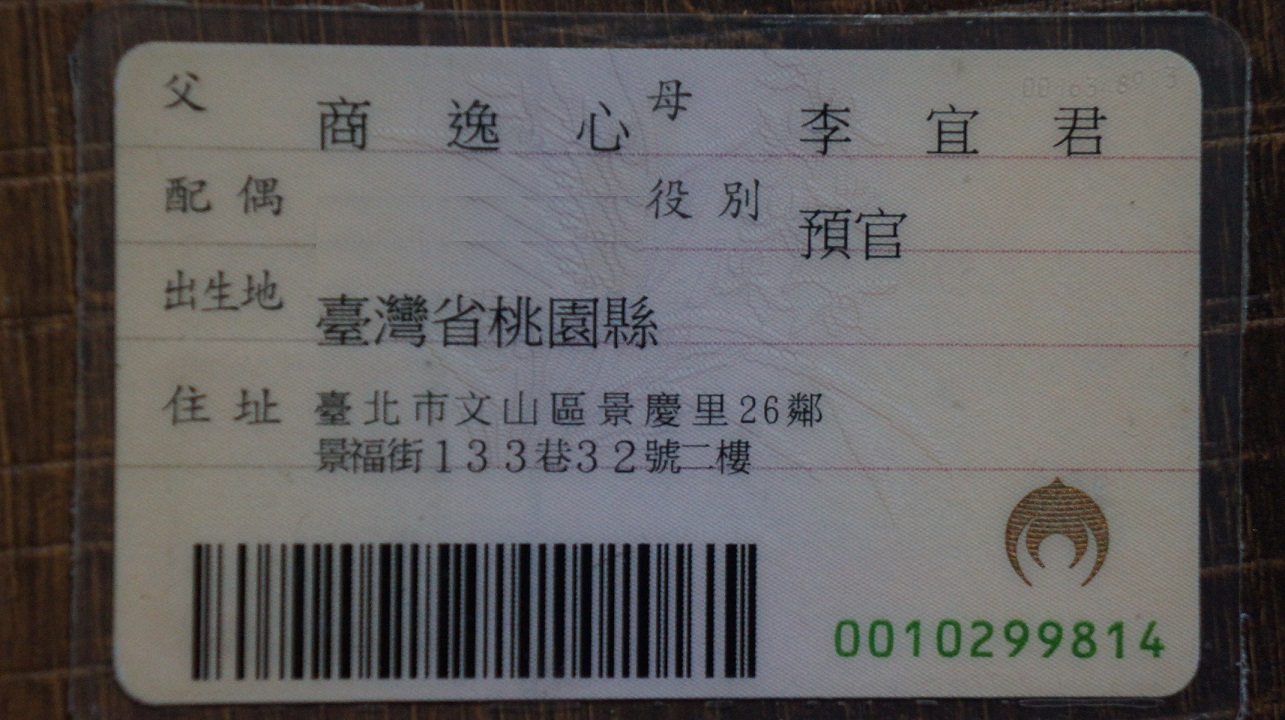 父 商逸心 母 李宜君
配偶 役別 預官
出生地 臺灣省桃園縣
住址 臺北市文山區景慶里26鄰
景福街133巷32號二樓
0010299814